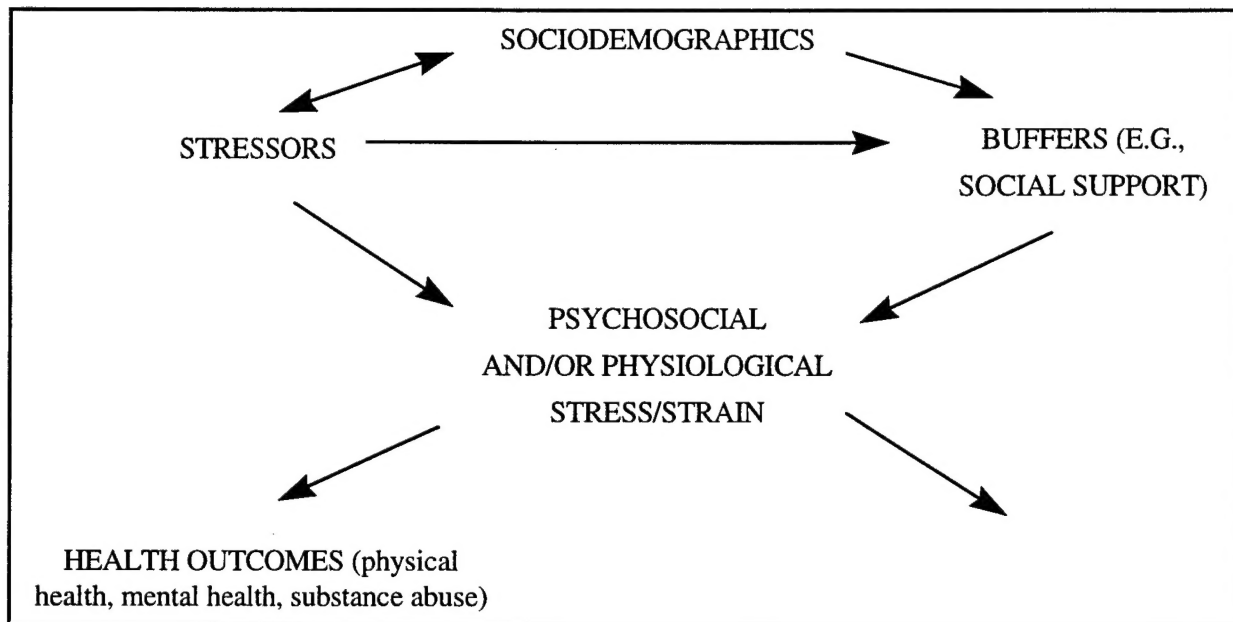 SOCIODEMOGRAPHICS
STRESSORS
BUFFERS (E.G.,
SOCIAL SUPPORT)
PSYCHOSOCIAL
AND/OR PHYSIOLOGICAL
STRESS/STRAIN
HEALTH OUTCOMES (physical
health, mental health, substance abuse)